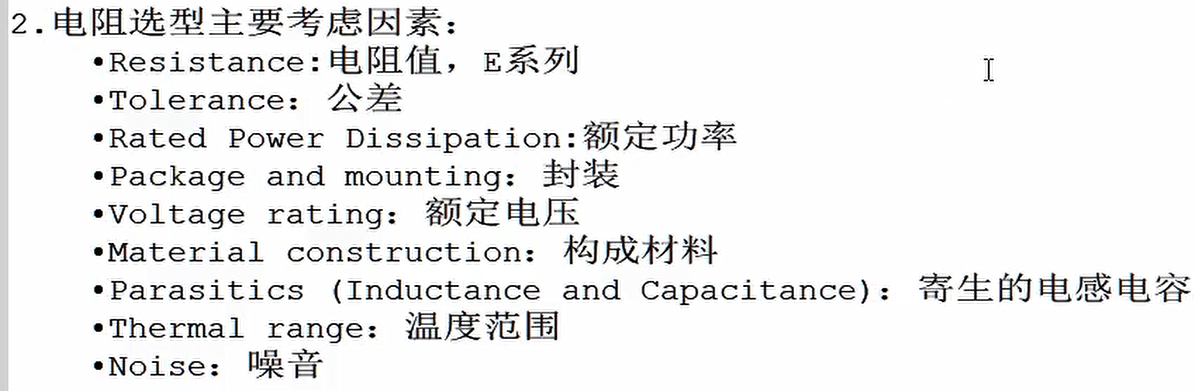 2.电阻选型主要考虑因素：
•Resistance:电阻值，E系列
•Tolerance：公差
•Rated Power Dissipation:额定功率
•Package and mounting：封装
•Voltage rating：额定电压
•Material construction：构成材料
•Parasitics (Inductance and Capacitance)：寄生的电感电容
•Thermal range：温度范围
•Noise：噪音